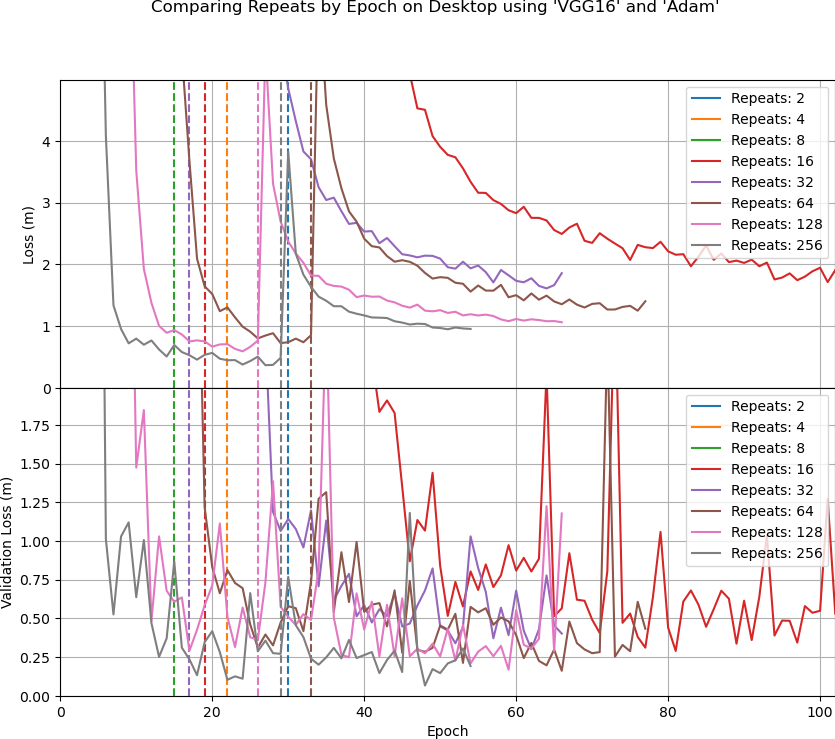 Comparing Repeats by Epoch on Desktop using 'VGG16' and 'Adam'
Loss (m)
4
3
2
1
0
Repeats: 2
Repeats: 4
Repeats: 8
Repeats: 16
Repeats: 32
Repeats: 64
Repeats: 128
Repeats: 256
Validation Loss (m)
1.75
1.50
1.25
1.00
0.75
0.50
0.25
0.00
Repeats: 2
Repeats: 4
Repeats: 8
Repeats: 16
Repeats: 32
Repeats: 64
Repeats: 128
Repeats: 256
0 20 40 60 80 100
Epoch